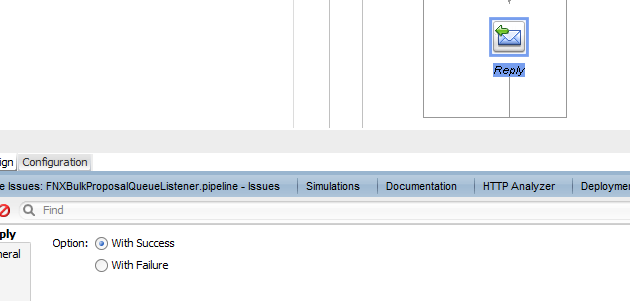 Reply
ign Configuration
e Issues: FNXBulkProposalQueueListener.pipeline - Issues Simulations Documentation HTTP Analyzer Deploymen
Find
ply
Option: With Success
neral
With Failure